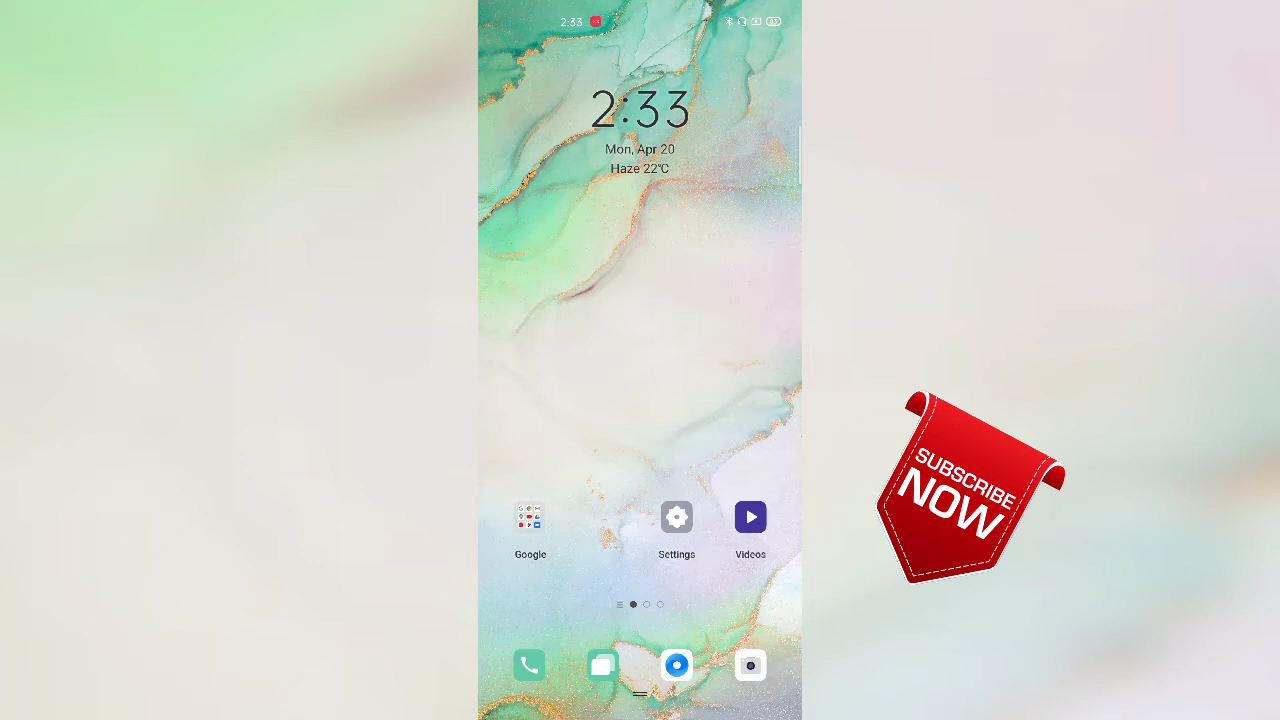 2:33
2:33
Mon, Apr 20
Haze 22℃
Google
Settings
Videos
SUBSCRIBE
NOW